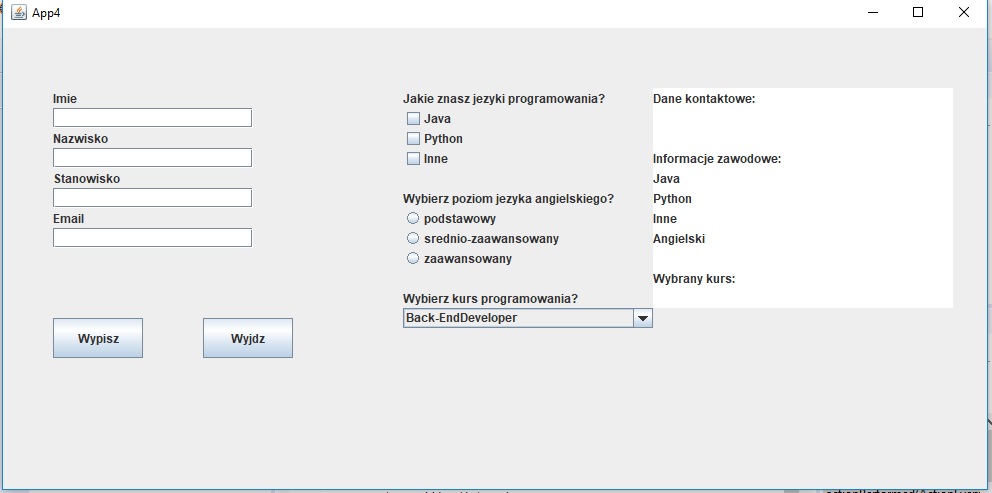 App4
Imie
Nazwisko
Stanowisko
Email
Wypisz
Wyjdz
Jakie znasz jezyki programowania?
Java
Python
Inne
Wybierz poziom jezyka angielskiego?
podstawowy
srednio-zaawansowany
zaawansowany
Wybierz kurs programowania?
Back-EndDeveloper
Dane kontaktowe:
Informacje zawodowe:
Java
Python
Inne
Angielski
Wybrany kurs: